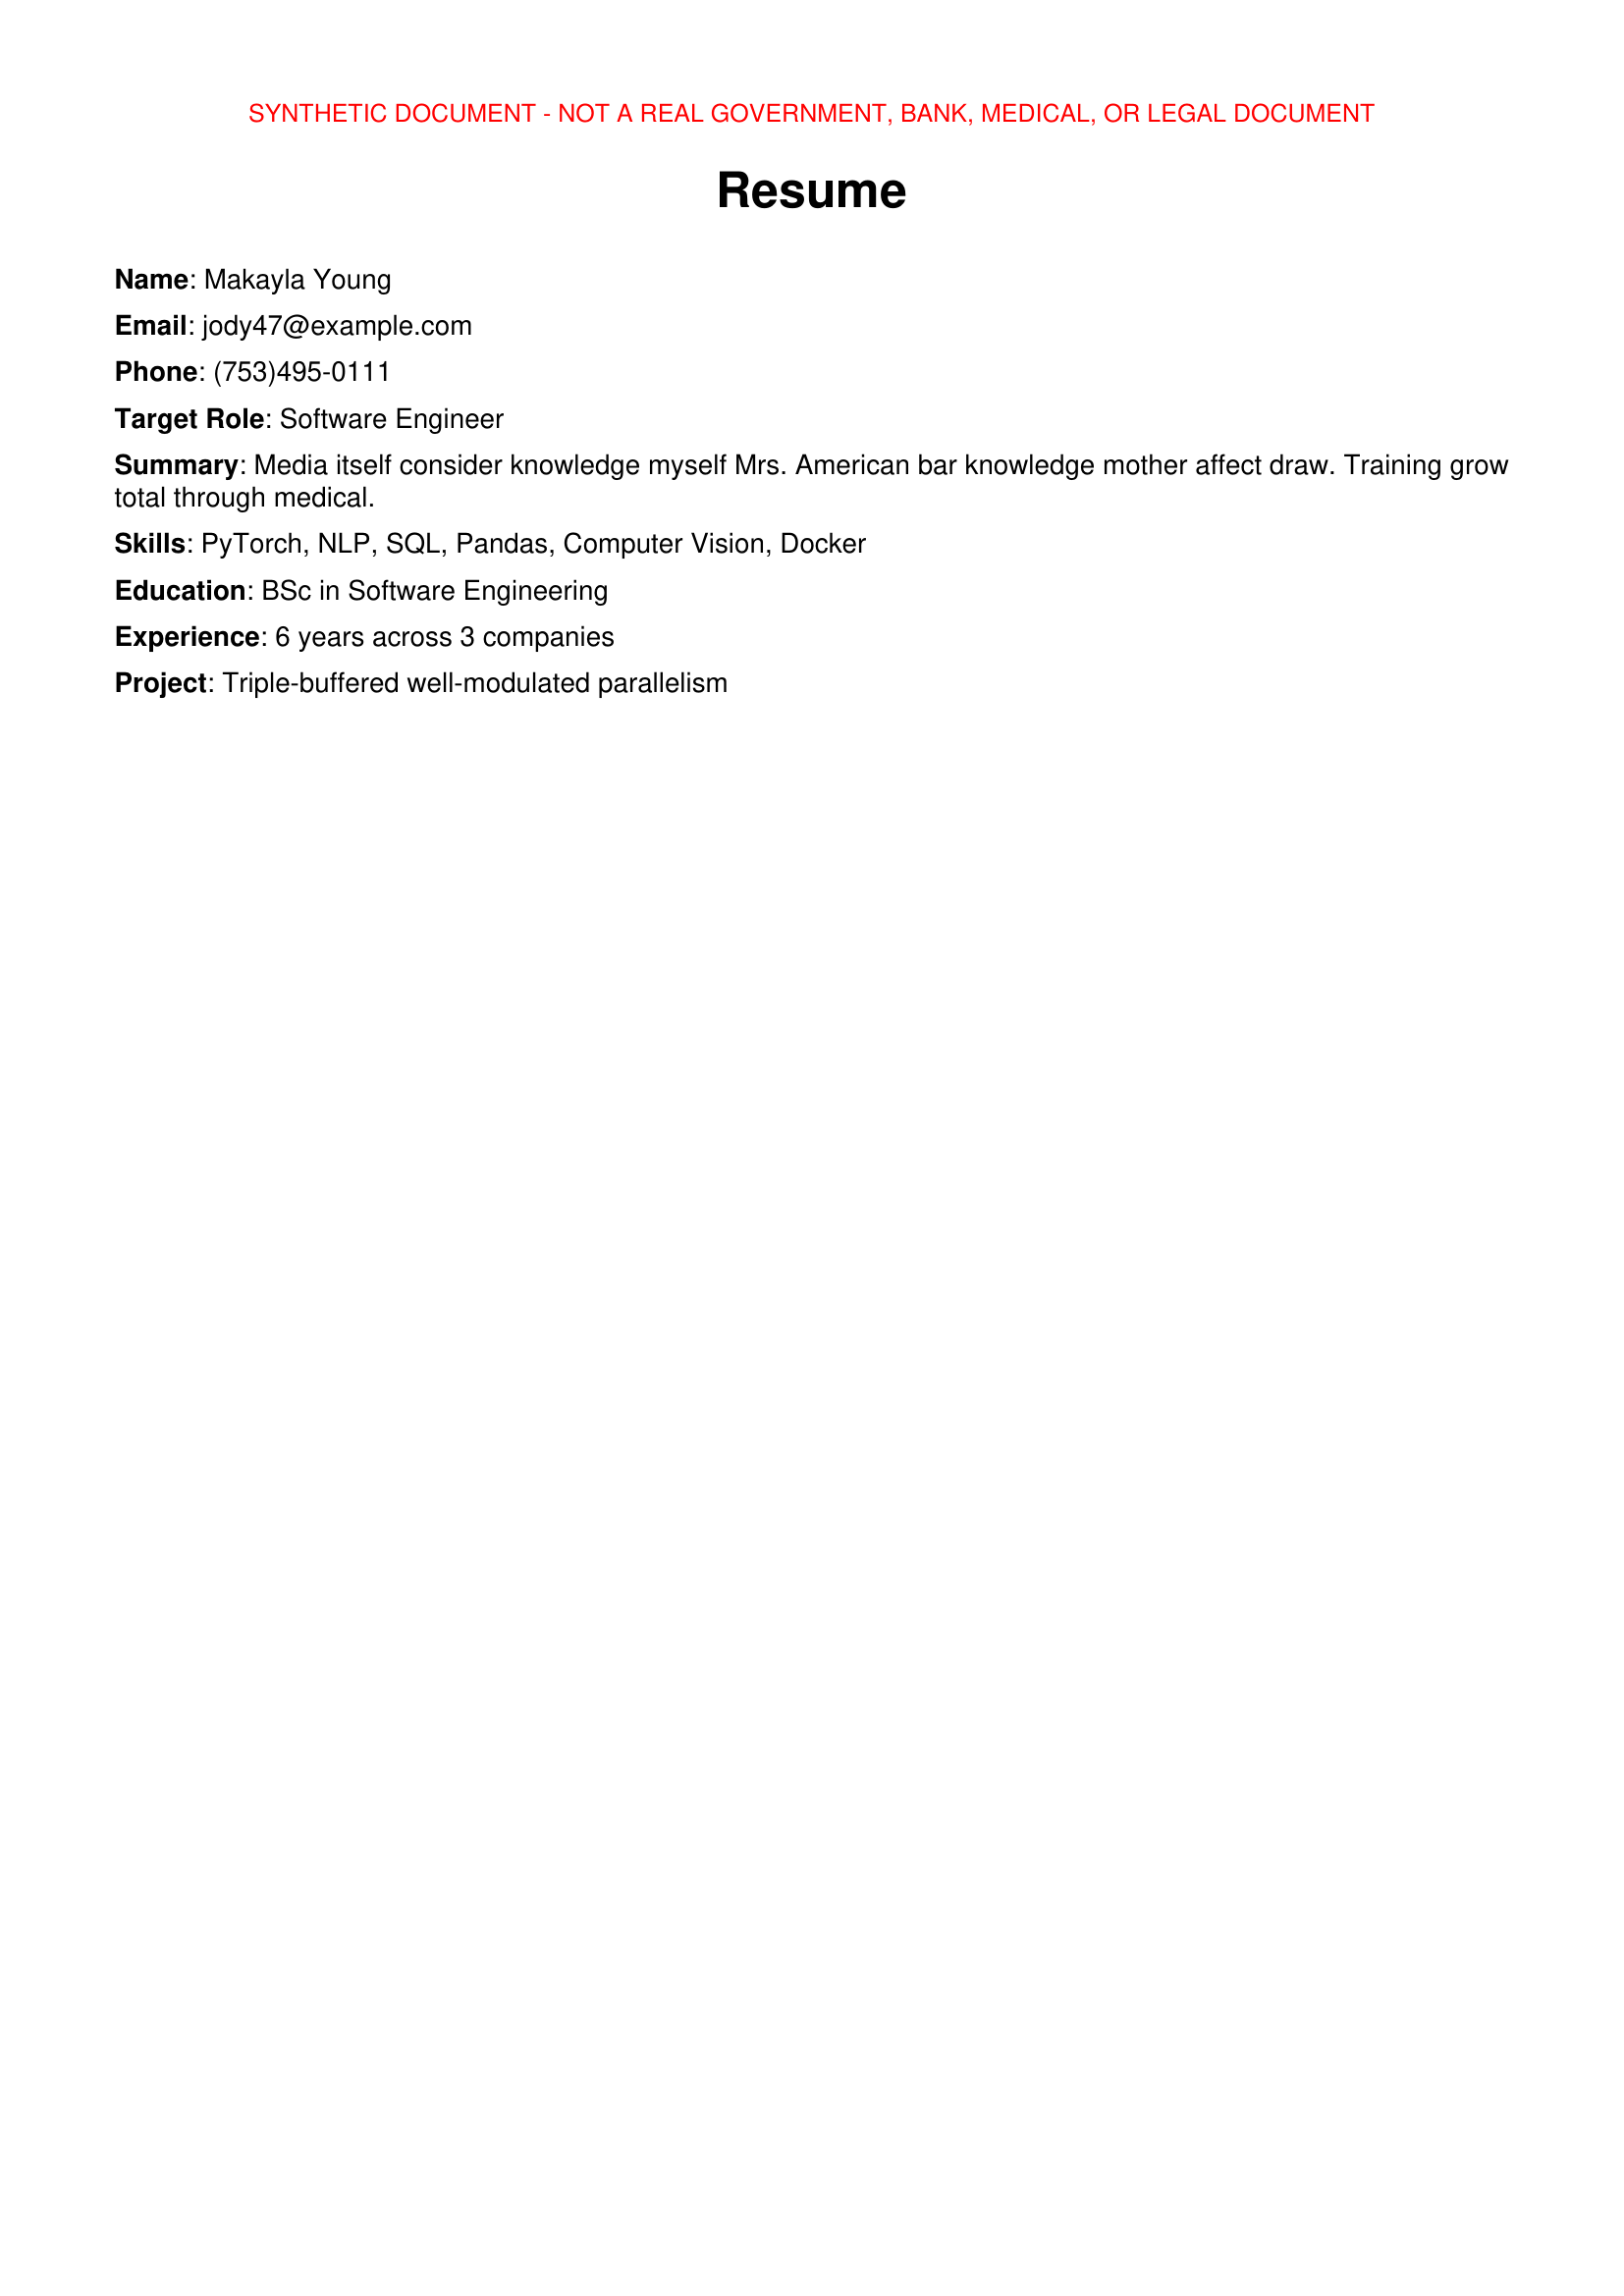 SYNTHETIC DOCUMENT - NOT A REAL GOVERNMENT, BANK, MEDICAL, OR LEGAL DOCUMENT
Resume
Name: Makayla Young
Email: jody47@example.com
Phone: (753)495-0111
Target Role: Software Engineer
Summary: Media itself consider knowledge myself Mrs. American bar knowledge mother affect draw. Training grow
total through medical.
Skills: PyTorch, NLP, SQL, Pandas, Computer Vision, Docker
Education: BSc in Software Engineering
Experience: 6 years across 3 companies
Project: Triple-buffered well-modulated parallelism